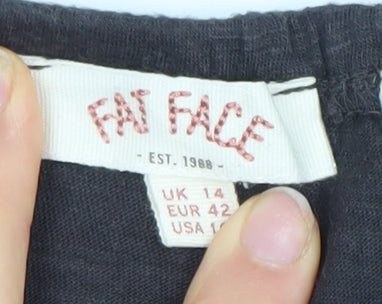 FAT FACE
- EST. 1988 -
UK 14
EUR 42
USA